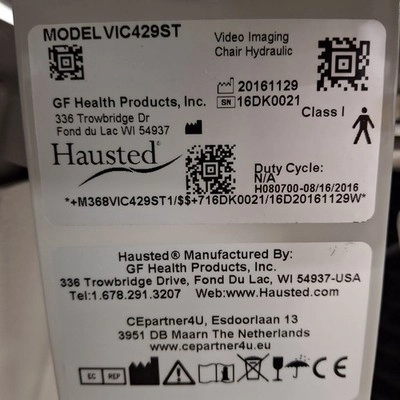 MODEL VIC429ST
Video Imaging
Chair Hydraulic
20161129
SN 16DK0021
GF Health Products, Inc.
336 Trowbridge Dr
Fond du Lac WI 54937
Class I
Hausted®
Duty Cycle:
N/A
H080700-08/16/2016
*+M368VIC429ST1/$$+716DK0021/16D20161129W*
Hausted® Manufactured By:
GF Health Products, Inc.
336 Trowbridge Drive, Fond Du Lac, WI 54937-USA
Tel:1.678.291.3207 Web:www.Hausted.com
CEpartner4U, Esdoorlaan 13
3951 DB Maarn The Netherlands
www.cepartner4u.eu
EC REP CE